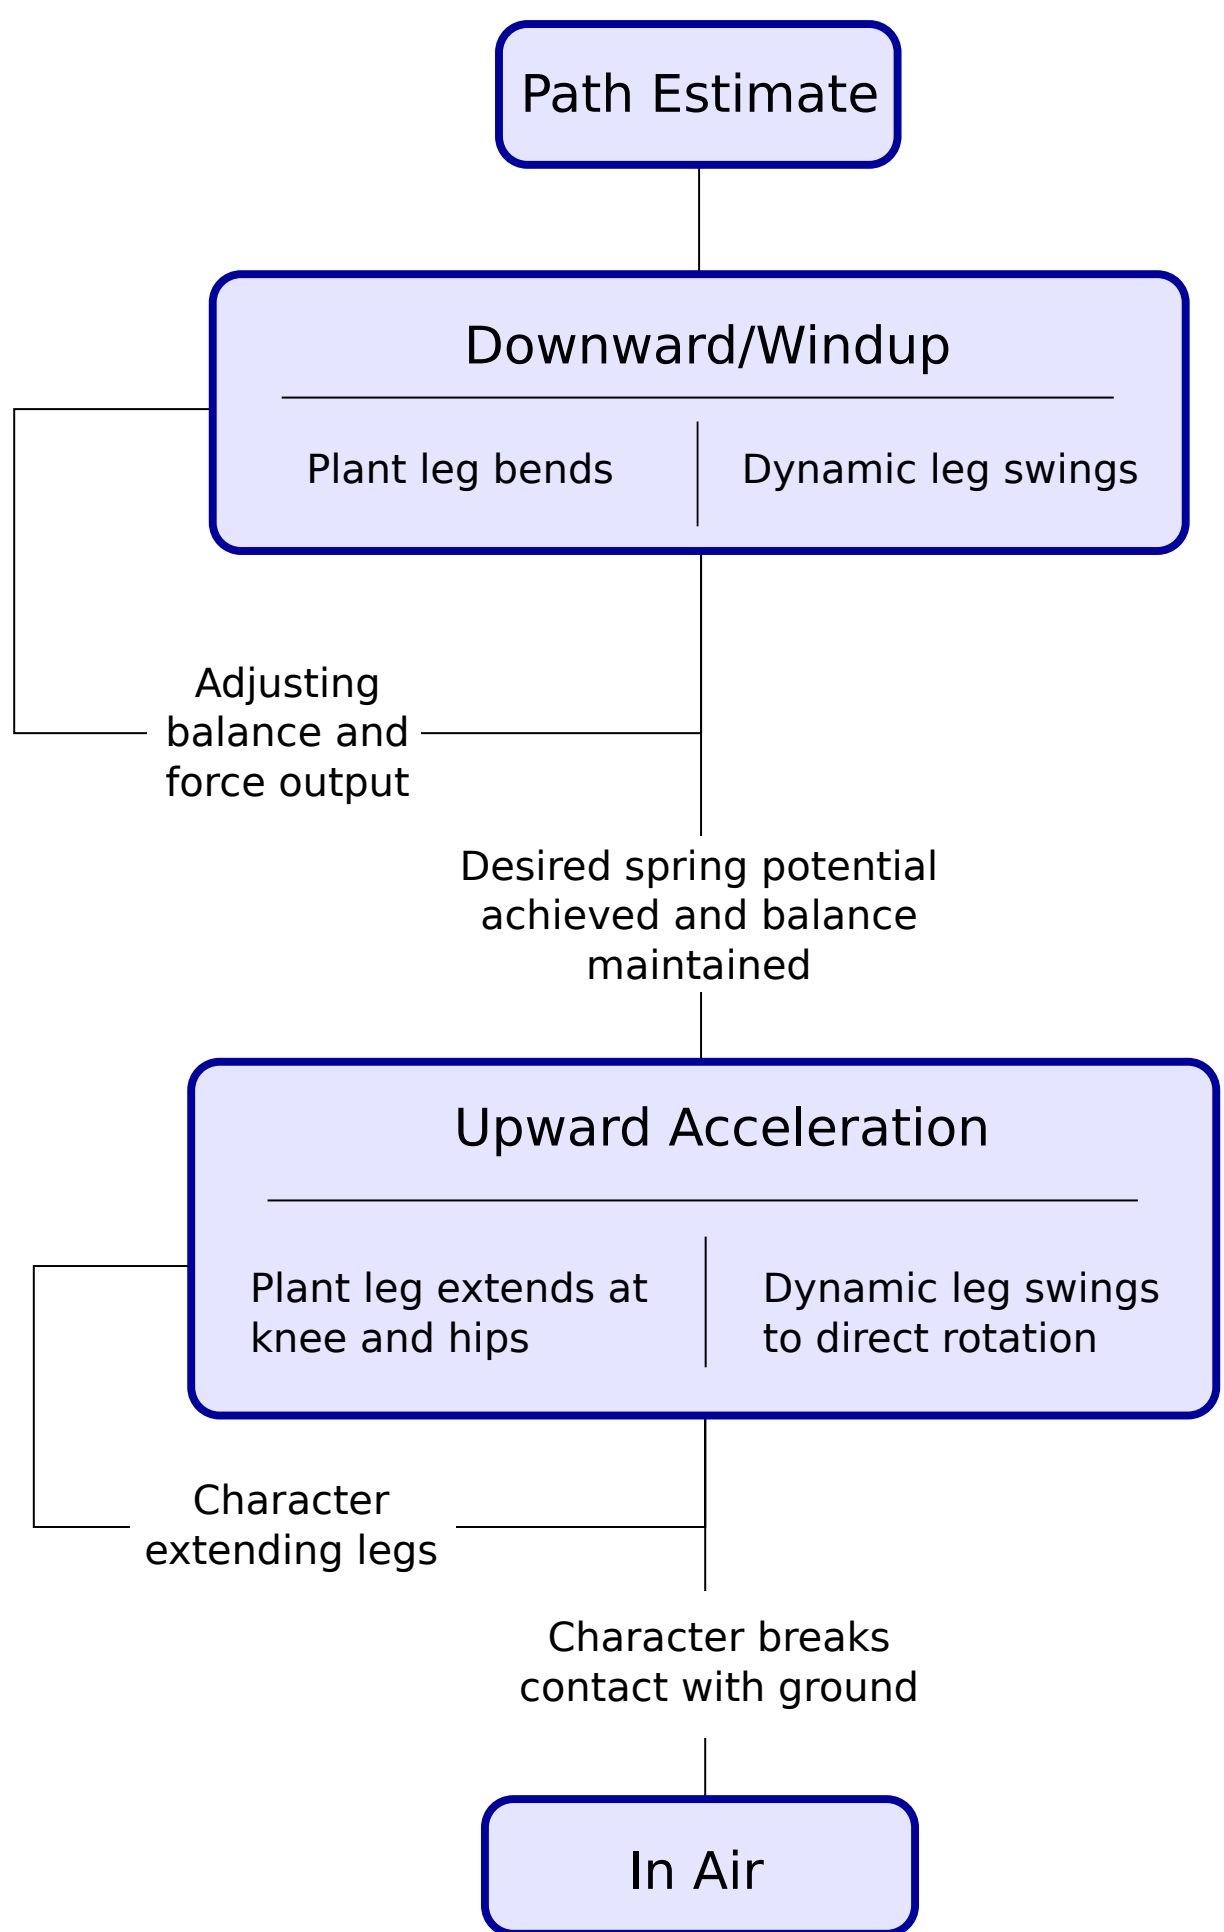 Path Estimate
Downward/Windup
Plant leg bends
Dynamic leg swings
Adjusting
balance and
force output
Desired spring potential
achieved and balance
maintained
Upward Acceleration
Plant leg extends at
knee and hips
Dynamic leg swings
to direct rotation
Character
extending legs
Character breaks
contact with ground
In Air